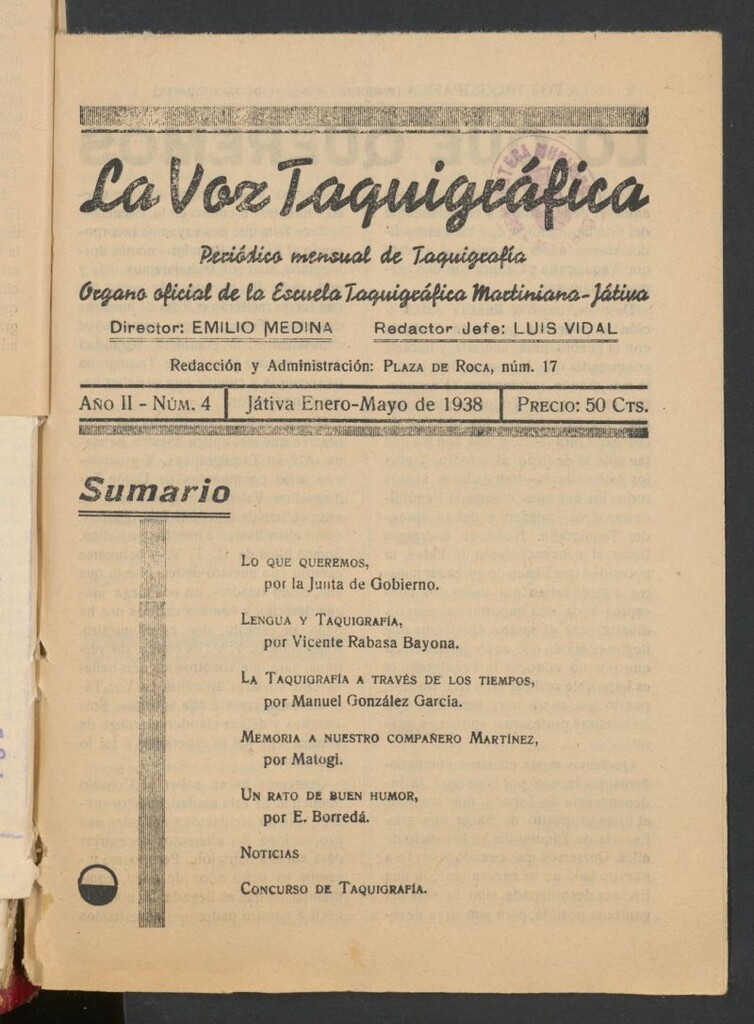 La Voz Taquigráfica
Periódico mensual de Taquigrafía
Organo oficial de la Escuela Taquigráfica Martiniana-Játiva
Director: EMILIO MEDINA Redactor Jefe: LUIS VIDAL
Redacción y Administración: PLAZA DE ROCA, núm. 17
AÑO II - NÚM. 4 Játiva Enero-Mayo de 1938 PRECIO: 50 CTS.
Sumario
LO QUE QUEREMOS,
por la Junta de Gobierno.
LENGUA Y TAQUIGRAFÍA,
por Vicente Rabasa Bayona.
LA TAQUIGRAFÍA A TRAVÉS DE LOS TIEMPOS,
por Manuel González García.
MEMORIA A NUESTRO COMPAÑERO MARTÍNEZ,
por Matogi.
UN RATO DE BUEN HUMOR,
por E. Borredá.
NOTICIAS
CONCURSO DE TAQUIGRAFÍA.